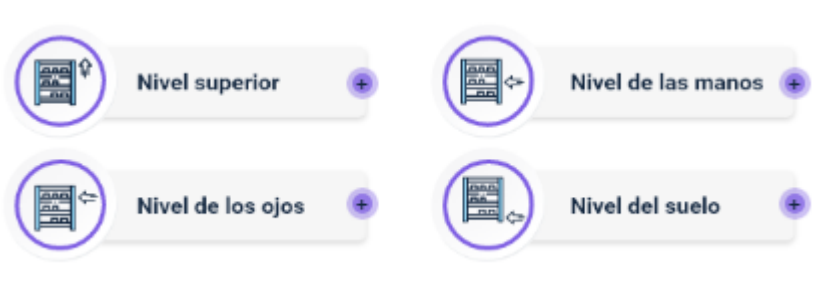 Nivel superior
Nivel de las manos
Nivel de los ojos
Nivel del suelo